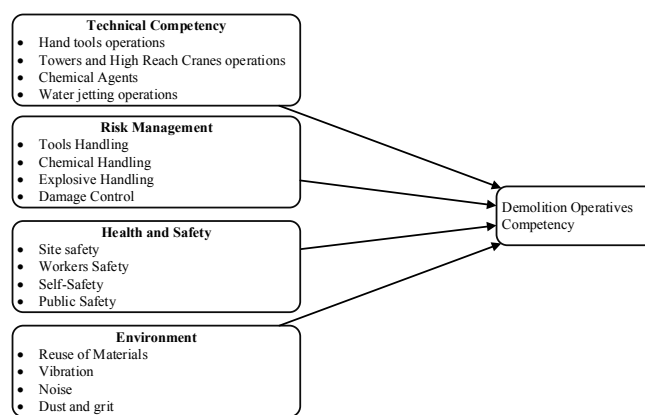 Technical Competency
• Hand tools operations
• Towers and High Reach Cranes operations
• Chemical Agents
• Water jetting operations
Risk Management
• Tools Handling
• Chemical Handling
• Explosive Handling
• Damage Control
Health and Safety
• Site safety
• Workers Safety
• Self-Safety
• Public Safety
Environment
• Reuse of Materials
• Vibration
• Noise
• Dust and grit
Demolition Operatives
Competency